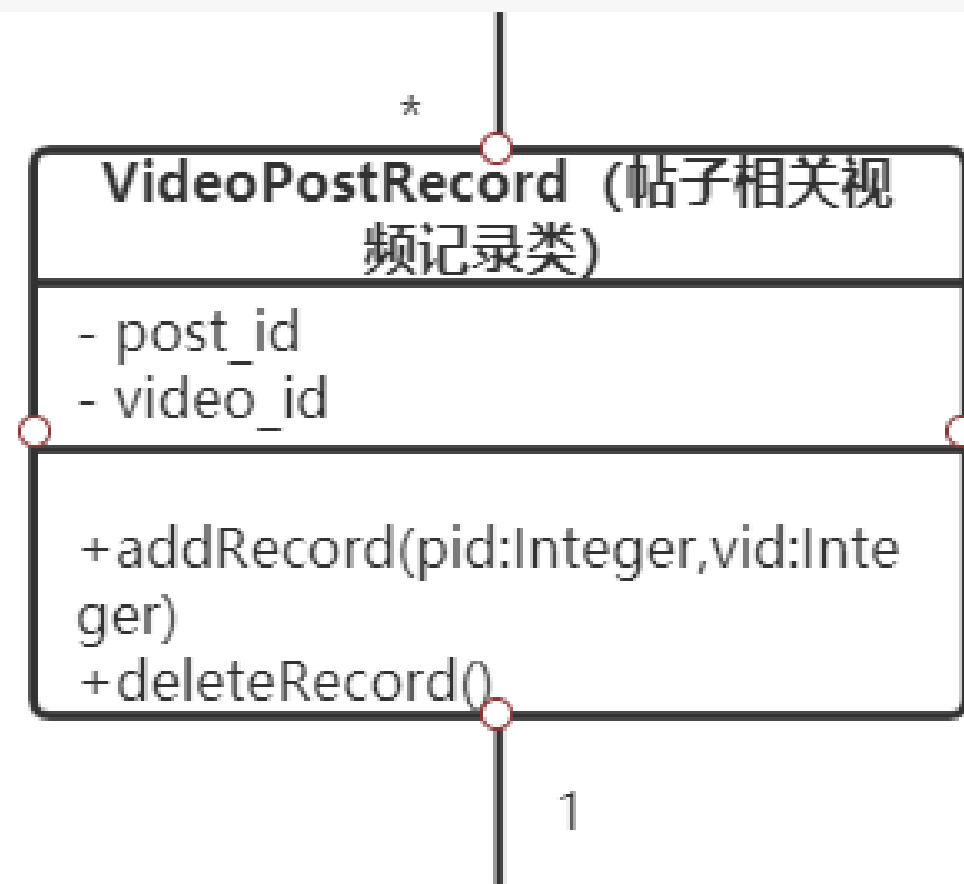 *
VideoPostRecord（帖子相关视
频记录类）
- post_id
- video_id
+addRecord(pid:Integer,vid:Inte
ger)
+deleteRecord()
1